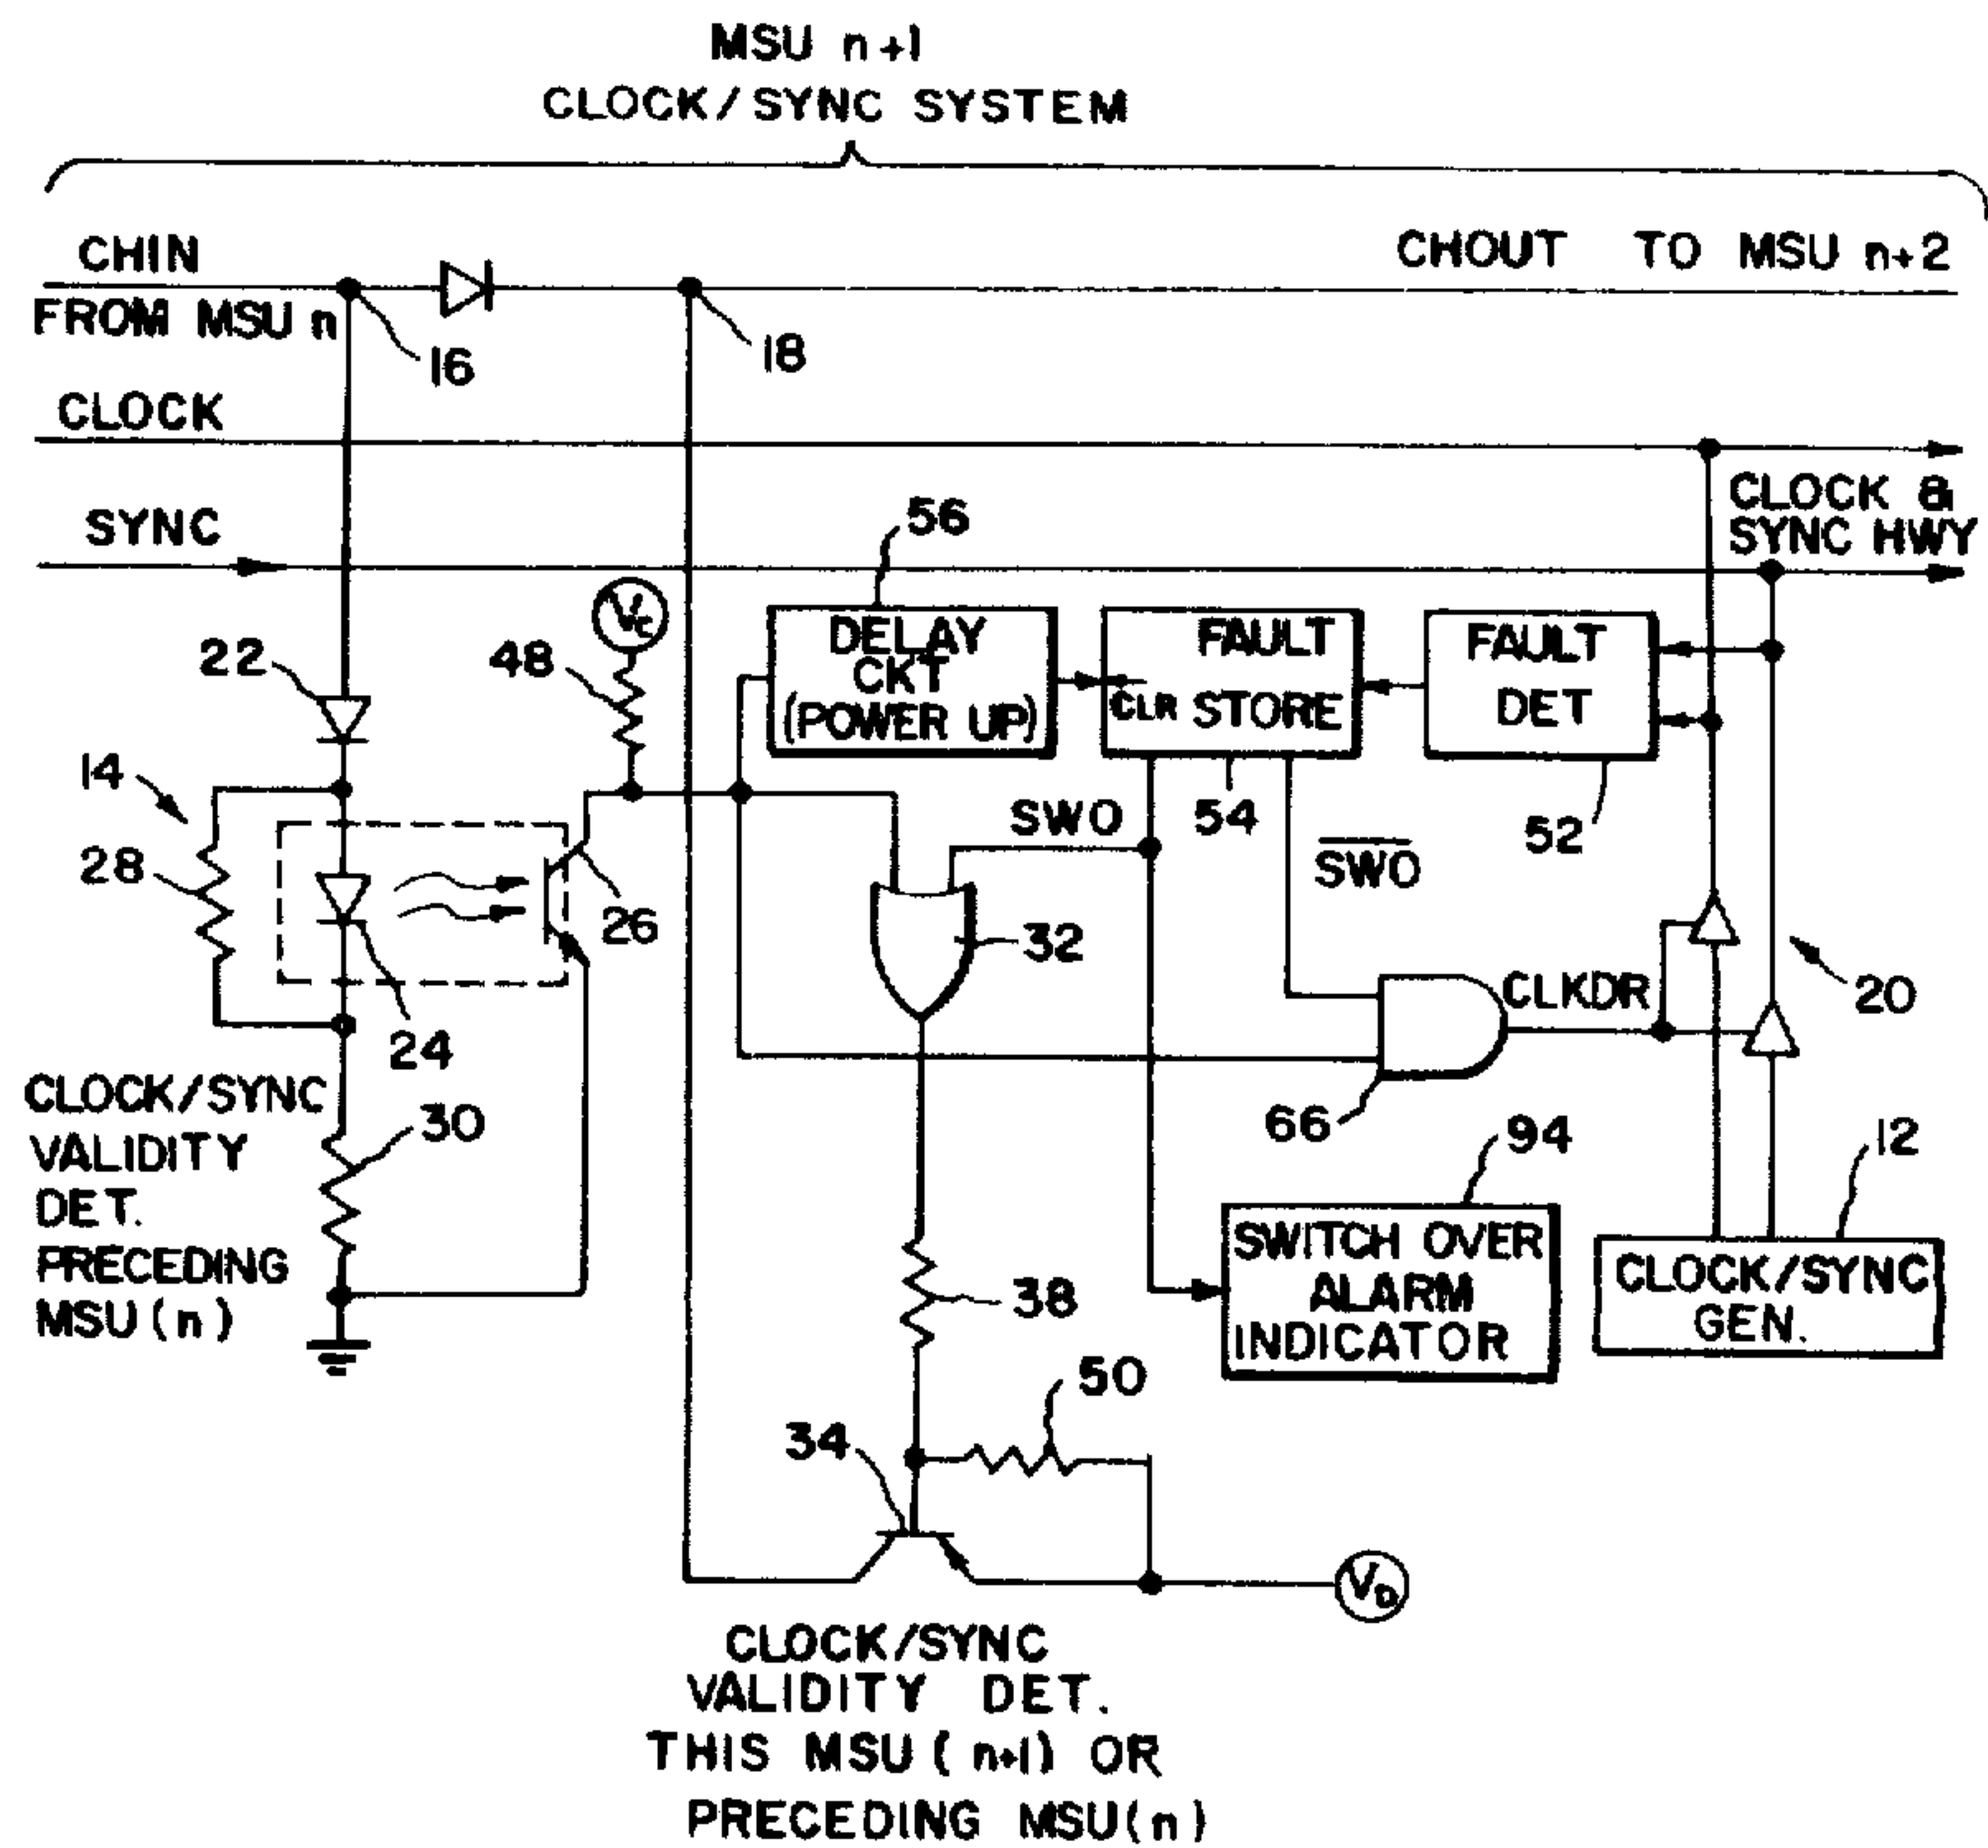 MSU n+1
CLOCK/SYNC SYSTEM
CHIN
FROM MSU n
CHOUT TO MSU n+2
16
18
CLOCK
SYNC
CLOCK &
SYNC HWY
56
Vc
22
48
DELAY
CKT
(POWER UP)
FAULT
CLR STORE
FAULT
DET
14
28
26
SWO
54
SWO
52
32
24
CLKDR
20
CLOCK/SYNC
VALIDITY
DET.
PRECEDING
MSU(n)
30
66
94
12
38
SWITCH OVER
ALARM
INDICATOR
CLOCK/SYNC
GEN.
34
50
VD
CLOCK/SYNC
VALIDITY DET.
THIS MSU (n+1) OR
PRECEDING MSU(n)